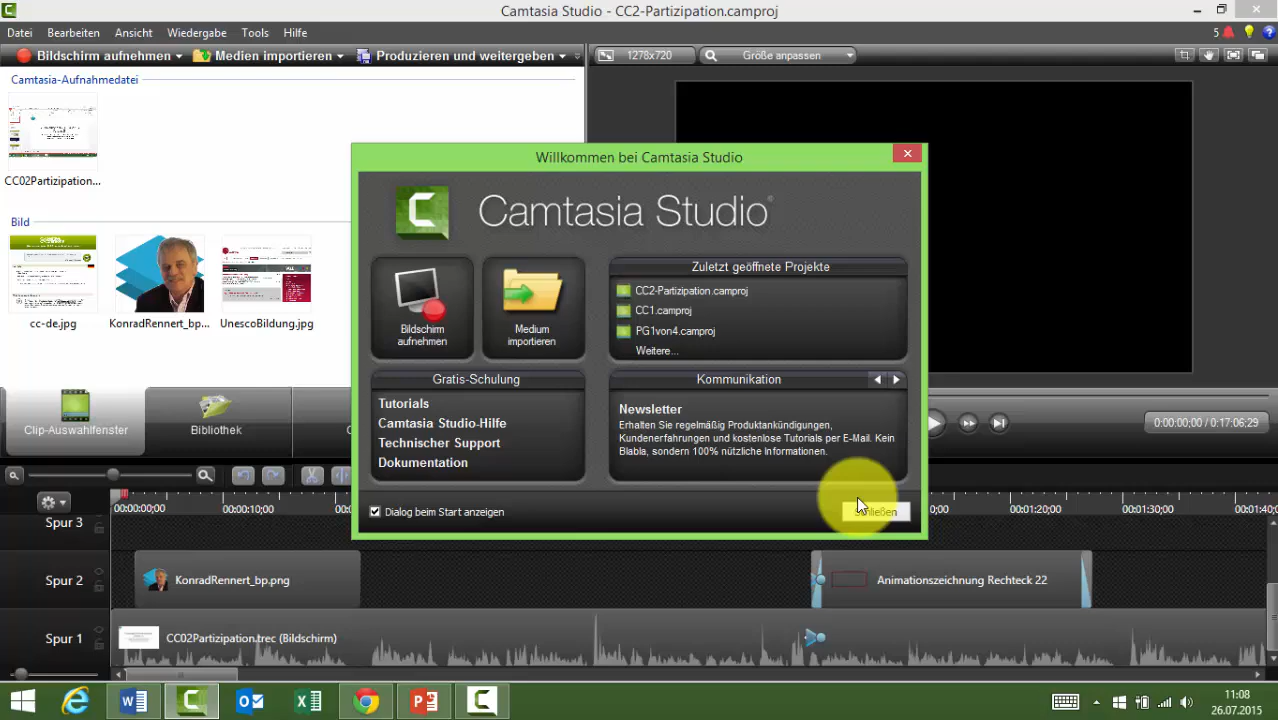 Camtasia Studio - CC2-Partizipation.camproj
Datei Bearbeiten Ansicht Wiedergabe Tools Hilfe
5
Bildschirm aufnehmen Medien importieren Produzieren und weitergeben
1278x720 Größe anpassen
Camtasia-Aufnahmedatei
CC02Partizipation...
Bild
cc-de.jpg KonradRennert_bp... UnescoBildung.jpg
Clip-Auswahlfenster
Bibliothek
Willkommen bei Camtasia Studio
Camtasia Studio®
Bildschirm
aufnehmen
Medium
importieren
Zuletzt geöffnete Projekte
CC2-Partizipation.camproj
CC1.camproj
PG1von4.camproj
Weitere...
Gratis-Schulung
Tutorials
Camtasia Studio-Hilfe
Technischer Support
Dokumentation
Kommunikation
Newsletter
Erhalten Sie regelmäßig Produktankündigungen,
Kundenerfahrungen und kostenlose Tutorials per E-Mail. Kein
Blabla, sondern 100% nützliche Informationen.
Dialog beim Start anzeigen
Schließen
0:00:00;00 / 0:17:06:29
00:00:00;00 00:00:10;00 00:01:20;00 00:01:30;00
Spur 3
Spur 2 KonradRennert_bp.png Animationszeichnung Rechteck 22
Spur 1 CC02Partizipation.trec (Bildschirm)
11:08
26.07.2015